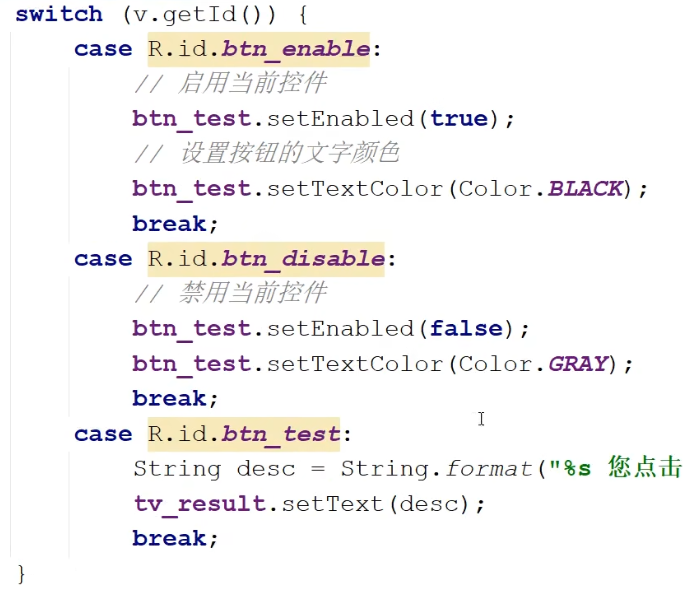 switch (v.getId()) {
case R.id.btn_enable:
// 启用当前控件
btn_test.setEnabled(true);
// 设置按钮的文字颜色
btn_test.setTextColor(Color.BLACK);
break;
case R.id.btn_disable:
// 禁用当前控件
btn_test.setEnabled(false);
btn_test.setTextColor(Color.GRAY);
break;
case R.id.btn_test:
String desc = String.format("%s 您点击
tv_result.setText(desc);
break;
}